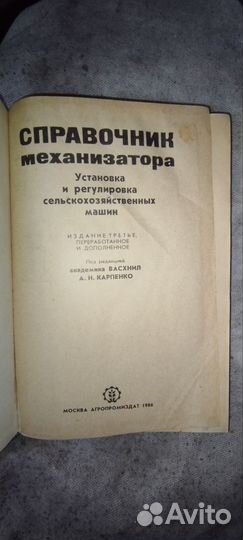 СПРАВОЧНИК
механизатора
Установка
и регулировка
сельскохозяйственных
машин
ИЗДАНИЕ ТРЕТЬЕ,
ПЕРЕРАБОТАННОЕ
И ДОПОЛНЕННОЕ
Под редакцией
академика ВАСХНИЛ
А. Н. КАРПЕНКО
МОСКВА АГРОПРОМИЗДАТ 1986
Avito